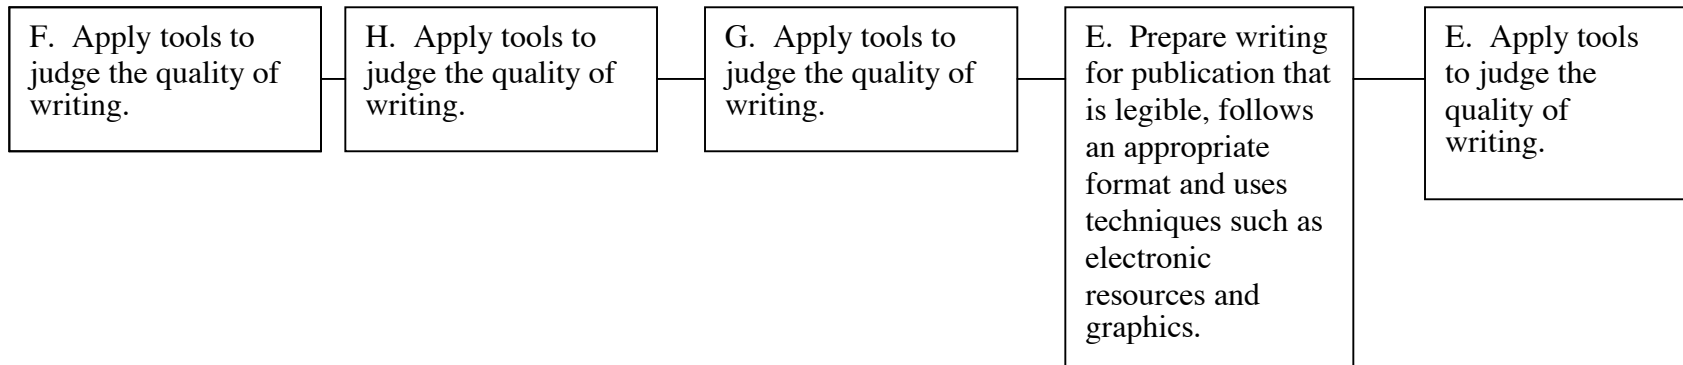 F.  Apply tools to
judge the quality of
writing.
H.  Apply tools to
judge the quality of
writing.
G.  Apply tools to
judge the quality of
writing.
E.  Prepare writing
for publication that
is legible, follows
an appropriate
format and uses
techniques such as
electronic
resources and
graphics.
E.  Apply tools
to judge the
quality of
writing.